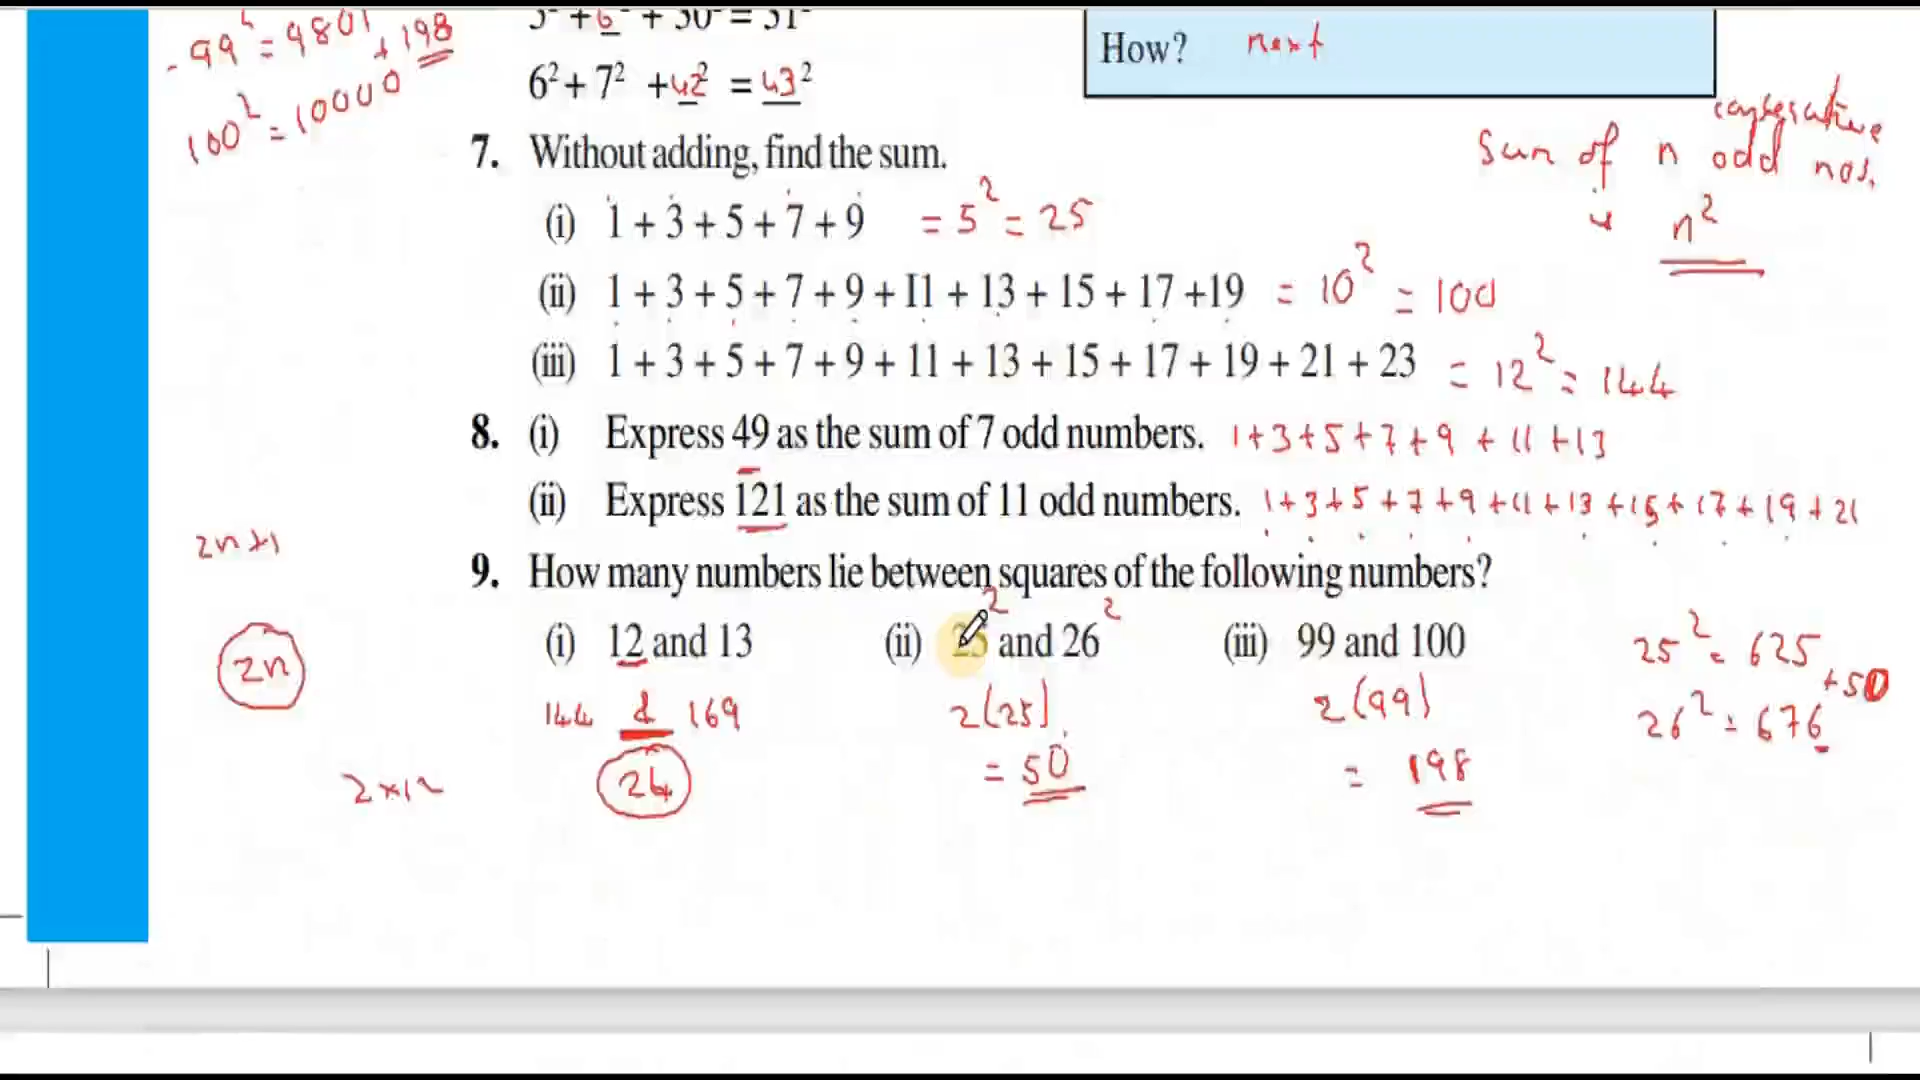 - 99² = 9801 + 198
100² = 10000
5² + 6² + 30² = 31²
6² + 7² + 42² = 43²
How? next
7. Without adding, find the sum.
(i) 1 + 3 + 5 + 7 + 9 = 5² = 25
(ii) 1 + 3 + 5 + 7 + 9 + 11 + 13 + 15 + 17 +19 = 10² = 100
(iii) 1 + 3 + 5 + 7 + 9 + 11 + 13 + 15 + 17 + 19 + 21 + 23 = 12² = 144
consecutive
Sum of n odd nos.
is n²
8. (i) Express 49 as the sum of 7 odd numbers. 1+3+5+7+9+11+13
(ii) Express 121 as the sum of 11 odd numbers. 1+3+5+7+9+11+13+15+17+19+21
2n+1
9. How many numbers lie between squares of the following numbers?
(i) 12 and 13 (ii) 25² and 26² (iii) 99 and 100
2n
144 & 169 2(25) 2(99)
2×12 24 = 50 = 198
25² = 625
+50
26² = 676